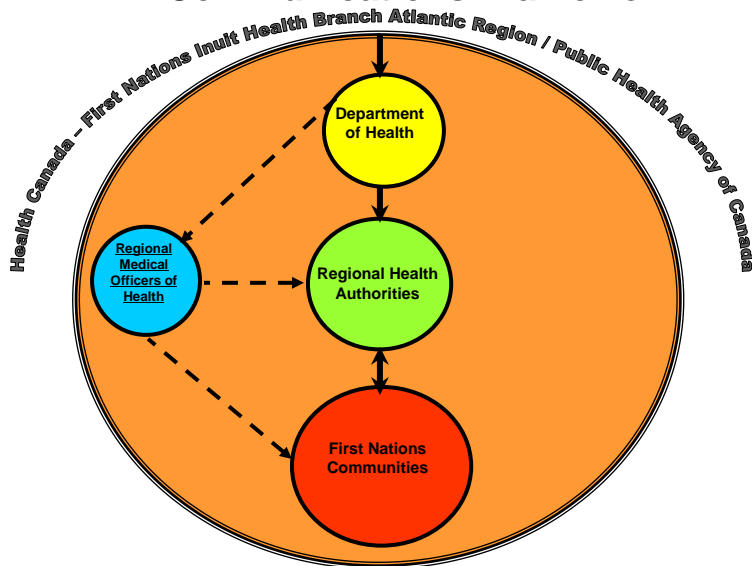 Health Canada – First Nations Inuit Health Branch Atlantic Region / Public Health Agency of Canada
Department
of Health
Regional
Medical
Officers of
Health
Regional Health
Authorities
First Nations
Communities